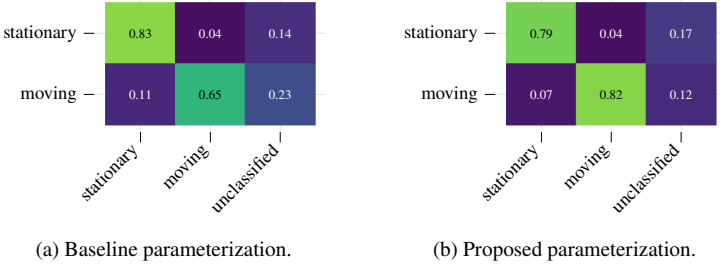 stationary 0.83 0.04 0.14
moving 0.11 0.65 0.23
stationary moving unclassified
(a) Baseline parameterization.
stationary 0.79 0.04 0.17
moving 0.07 0.82 0.12
stationary moving unclassified
(b) Proposed parameterization.